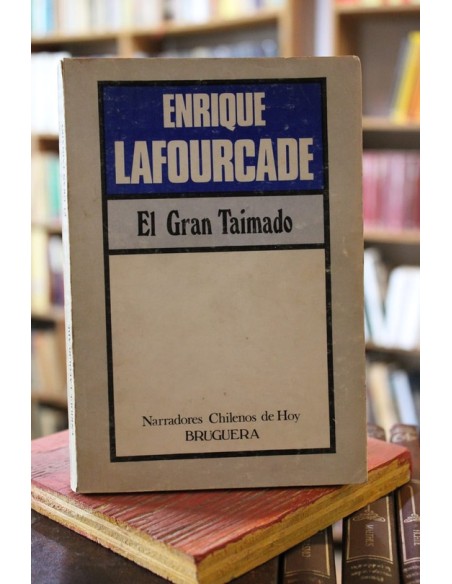 ENRIQUE
LAFOURCADE
El Gran Taimado
Narradores Chilenos de Hoy
BRUGUERA